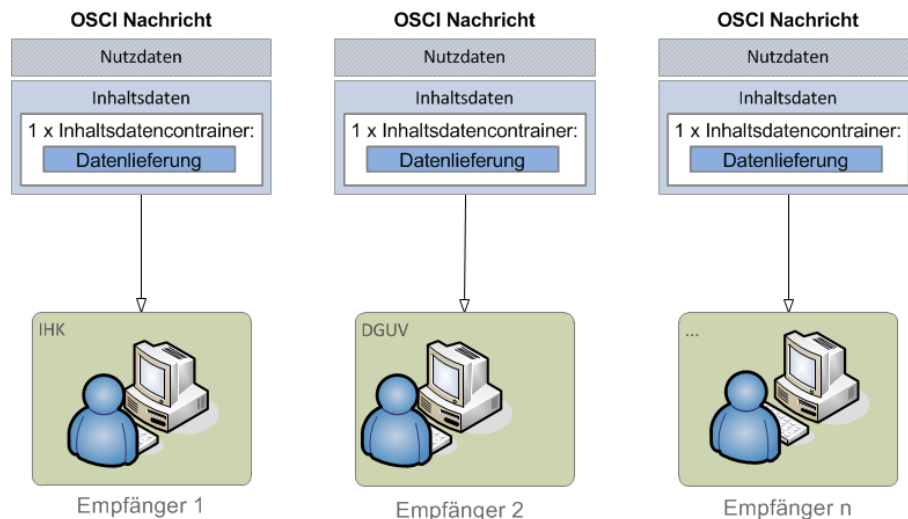 OSCI Nachricht
Nutzdaten
Inhaltsdaten
1 x Inhaltsdatencontrainer:
Datenlieferung
IHK
Empfänger 1
OSCI Nachricht
Nutzdaten
Inhaltsdaten
1 x Inhaltsdatencontrainer:
Datenlieferung
DGUV
Empfänger 2
OSCI Nachricht
Nutzdaten
Inhaltsdaten
1 x Inhaltsdatencontrainer:
Datenlieferung
...
Empfänger n